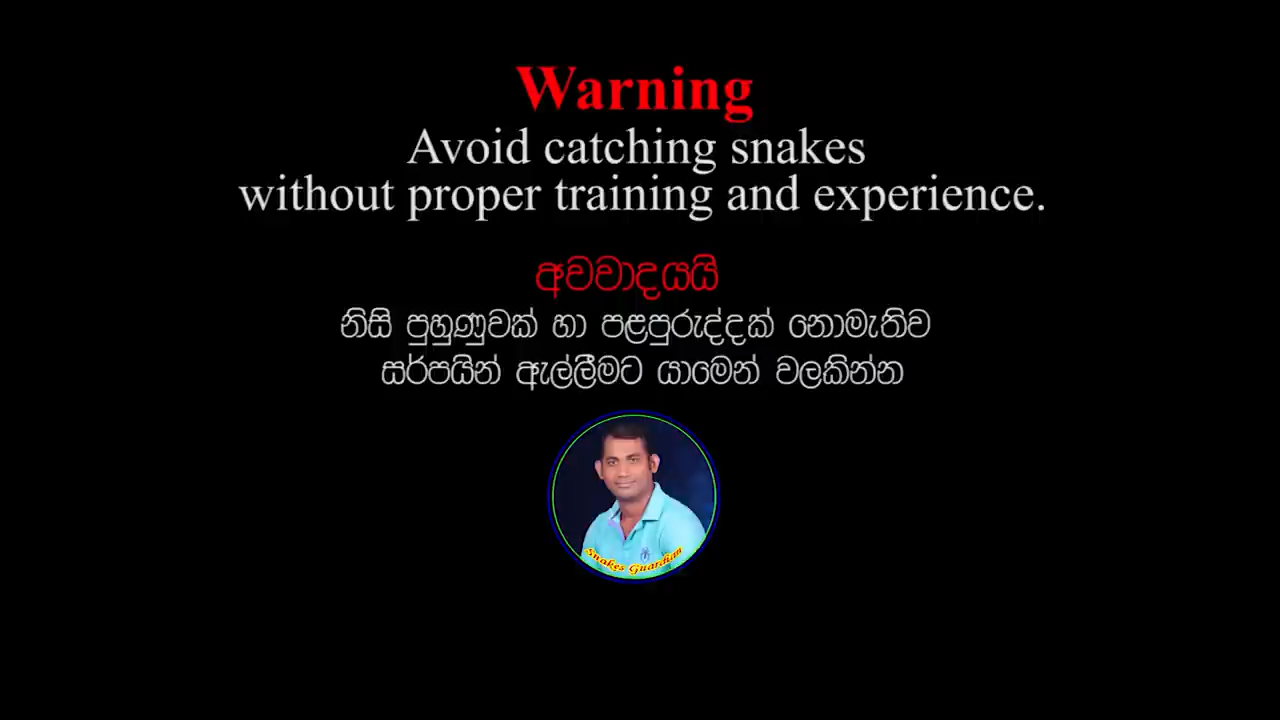 Warning
Avoid catching snakes
without proper training and experience.
අවවාදයයි
නිසි පුහුණුවක් හා පළපුරුද්දක් නොමැතිව
සර්පයින් ඇල්ලීමට යාමෙන් වලකින්න
Snakes Guardian